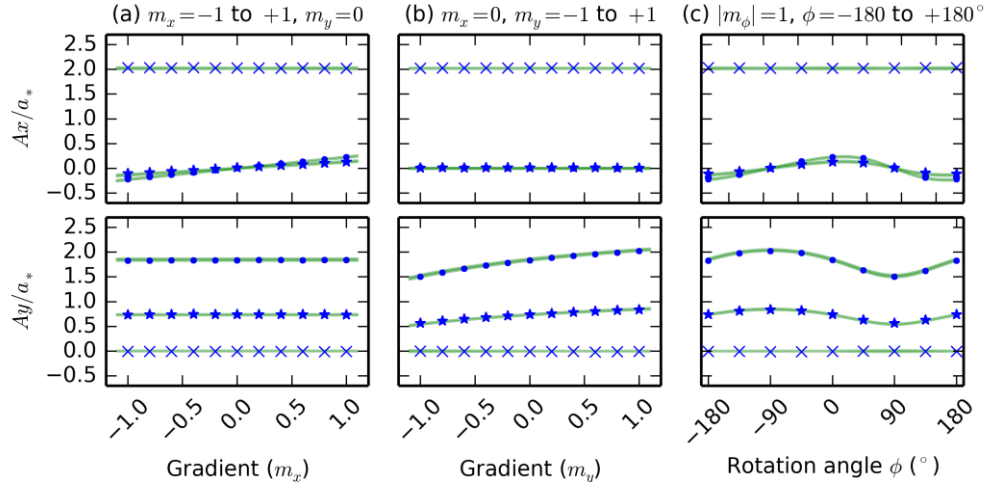 (a) m_x=−1 to +1, m_y=0
(b) m_x=0, m_y=−1 to +1
(c) |m_ϕ|=1, ϕ=−180 to +180°
Ax/a_*
2.5
2.0
1.5
1.0
0.5
0.0
−0.5
Ay/a_*
2.5
2.0
1.5
1.0
0.5
0.0
−0.5
−1.0 −0.5 0.0 0.5 1.0
−1.0 −0.5 0.0 0.5 1.0
-180 -90 0 90 180
Gradient (m_x)
Gradient (m_y)
Rotation angle ϕ (°)